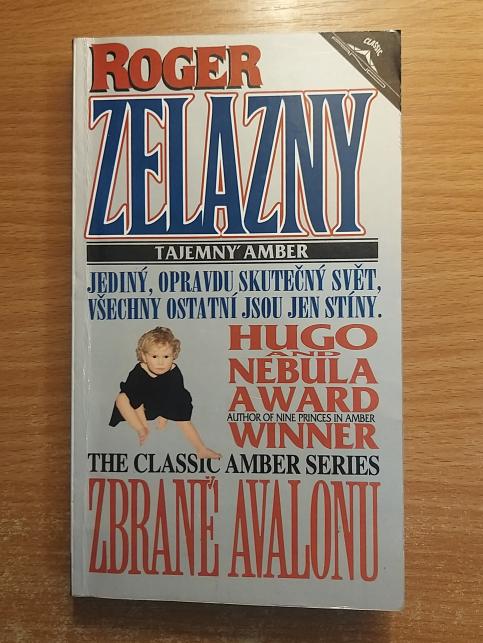 CLASSIC
ROGER
ZELAZNY
TAJEMNÝ AMBER
JEDINÝ, OPRAVDU SKUTEČNÝ SVĚT,
VŠECHNY OSTATNÍ JSOU JEN STÍNY.
HUGO
AND
NEBULA
AWARD
AUTHOR OF NINE PRINCES IN AMBER
WINNER
THE CLASSIC AMBER SERIES
ZBRANĚ AVALONU